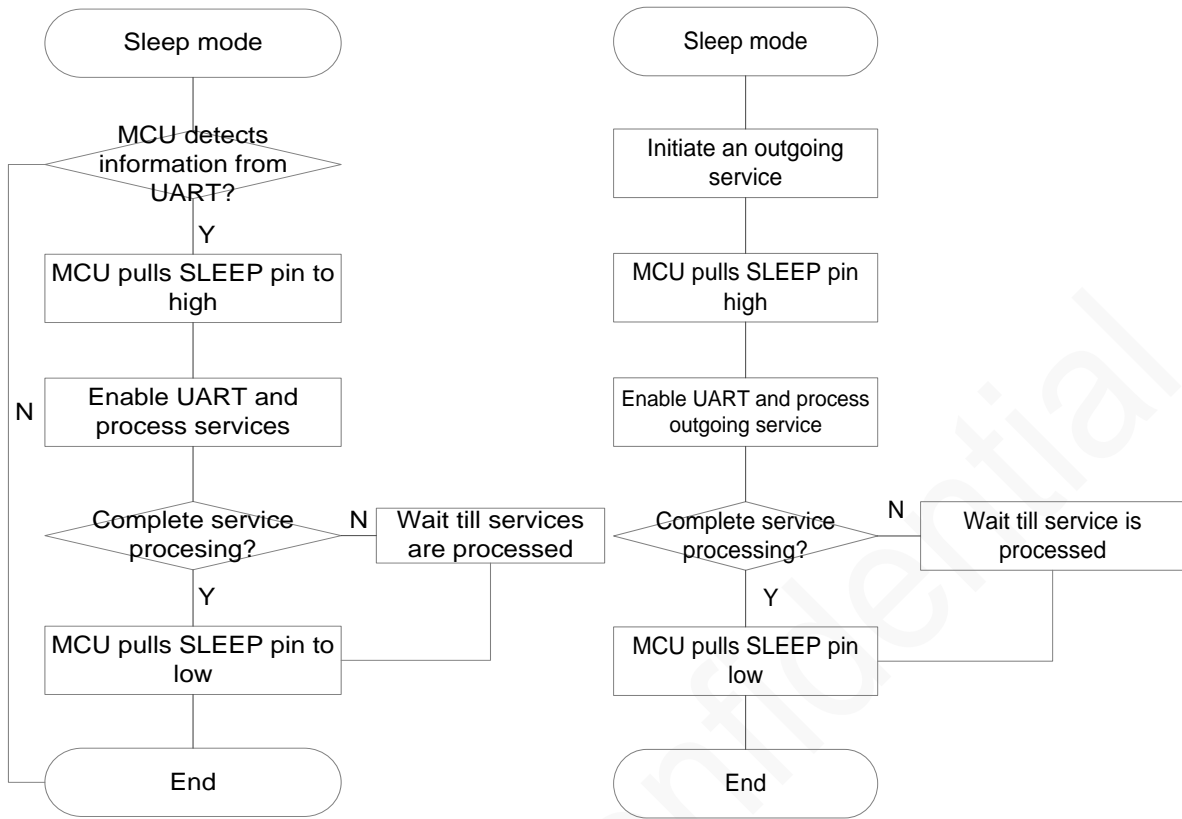 Sleep mode
MCU detects
information from
UART?
Y
MCU pulls SLEEP pin to
high
N
Enable UART and
process services
Complete service
procesing?
N
Wait till services
are processed
Y
MCU pulls SLEEP pin to
low
End
Sleep mode
Initiate an outgoing
service
MCU pulls SLEEP pin
high
Enable UART and process
outgoing service
Complete service
processing?
N
Wait till service is
processed
Y
MCU pulls SLEEP pin
low
End
nfidential